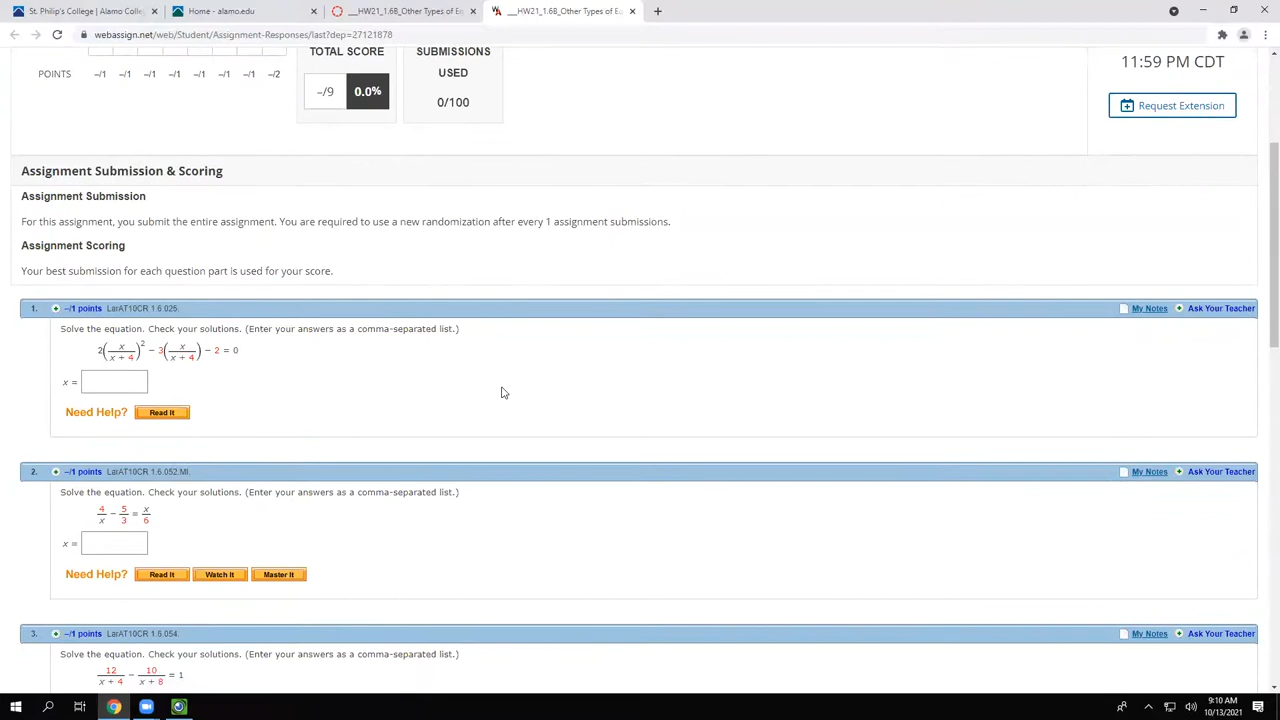 St. Philip's College | Alamo Colle
Home - alamo.edu
__HW21_1.6B_Other Types of Eq
__HW21_1.6B_Other Types of Eq
webassign.net/web/Student/Assignment-Responses/last?dep=27121878
TOTAL SCORE
SUBMISSIONS USED
POINTS –/1 –/1 –/1 –/1 –/1 –/1 –/1 –/2
–/9 0.0%
0/100
11:59 PM CDT
Request Extension
Assignment Submission & Scoring
Assignment Submission
For this assignment, you submit the entire assignment. You are required to use a new randomization after every 1 assignment submissions.
Assignment Scoring
Your best submission for each question part is used for your score.
1. –/1 points LarAT10CR 1.6.025. My Notes Ask Your Teacher
Solve the equation. Check your solutions. (Enter your answers as a comma-separated list.)
2(x/(x + 4))² − 3(x/(x + 4)) − 2 = 0
x =
Need Help? Read It
2. –/1 points LarAT10CR 1.6.052.MI. My Notes Ask Your Teacher
Solve the equation. Check your solutions. (Enter your answers as a comma-separated list.)
4/x − 5/3 = x/6
x =
Need Help? Read It Watch It Master It
3. –/1 points LarAT10CR 1.6.054. My Notes Ask Your Teacher
Solve the equation. Check your solutions. (Enter your answers as a comma-separated list.)
12/(x + 4) − 10/(x + 8) = 1
9:10 AM
10/13/2021